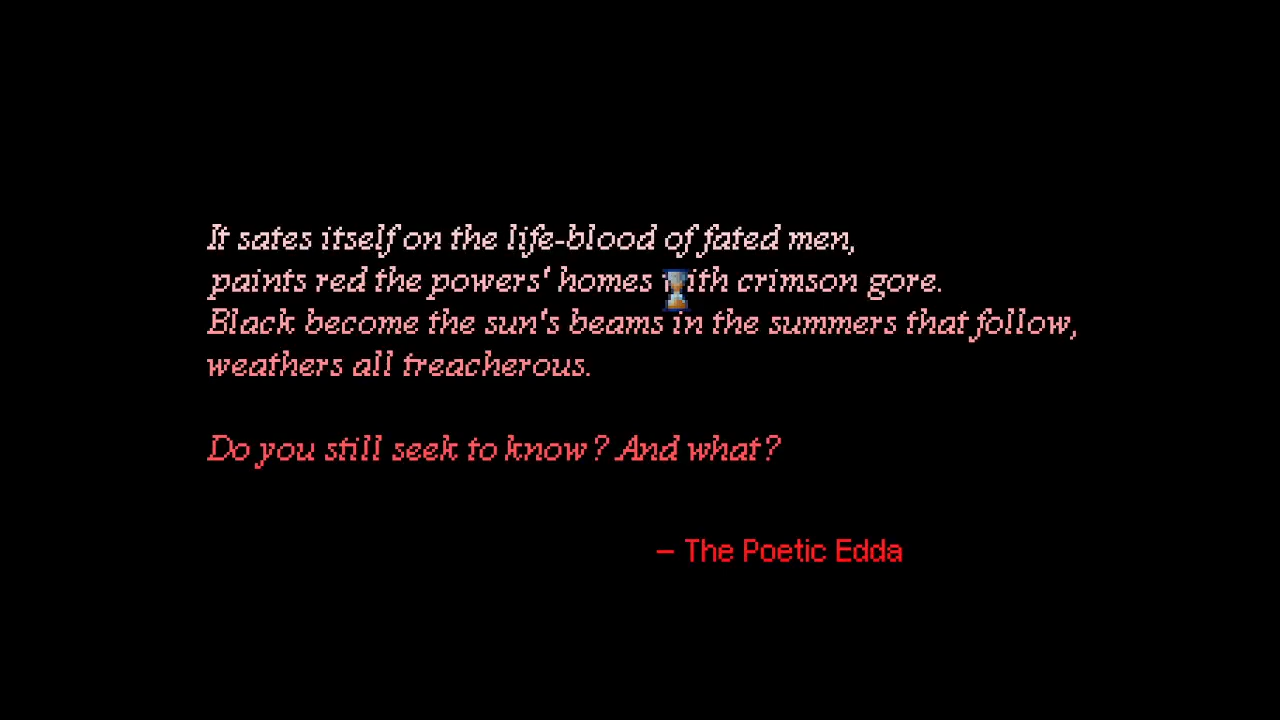 It sates itself on the life-blood of fated men,
paints red the powers' homes with crimson gore.
Black become the sun's beams in the summers that follow,
weathers all treacherous.
Do you still seek to know? And what?
– The Poetic Edda